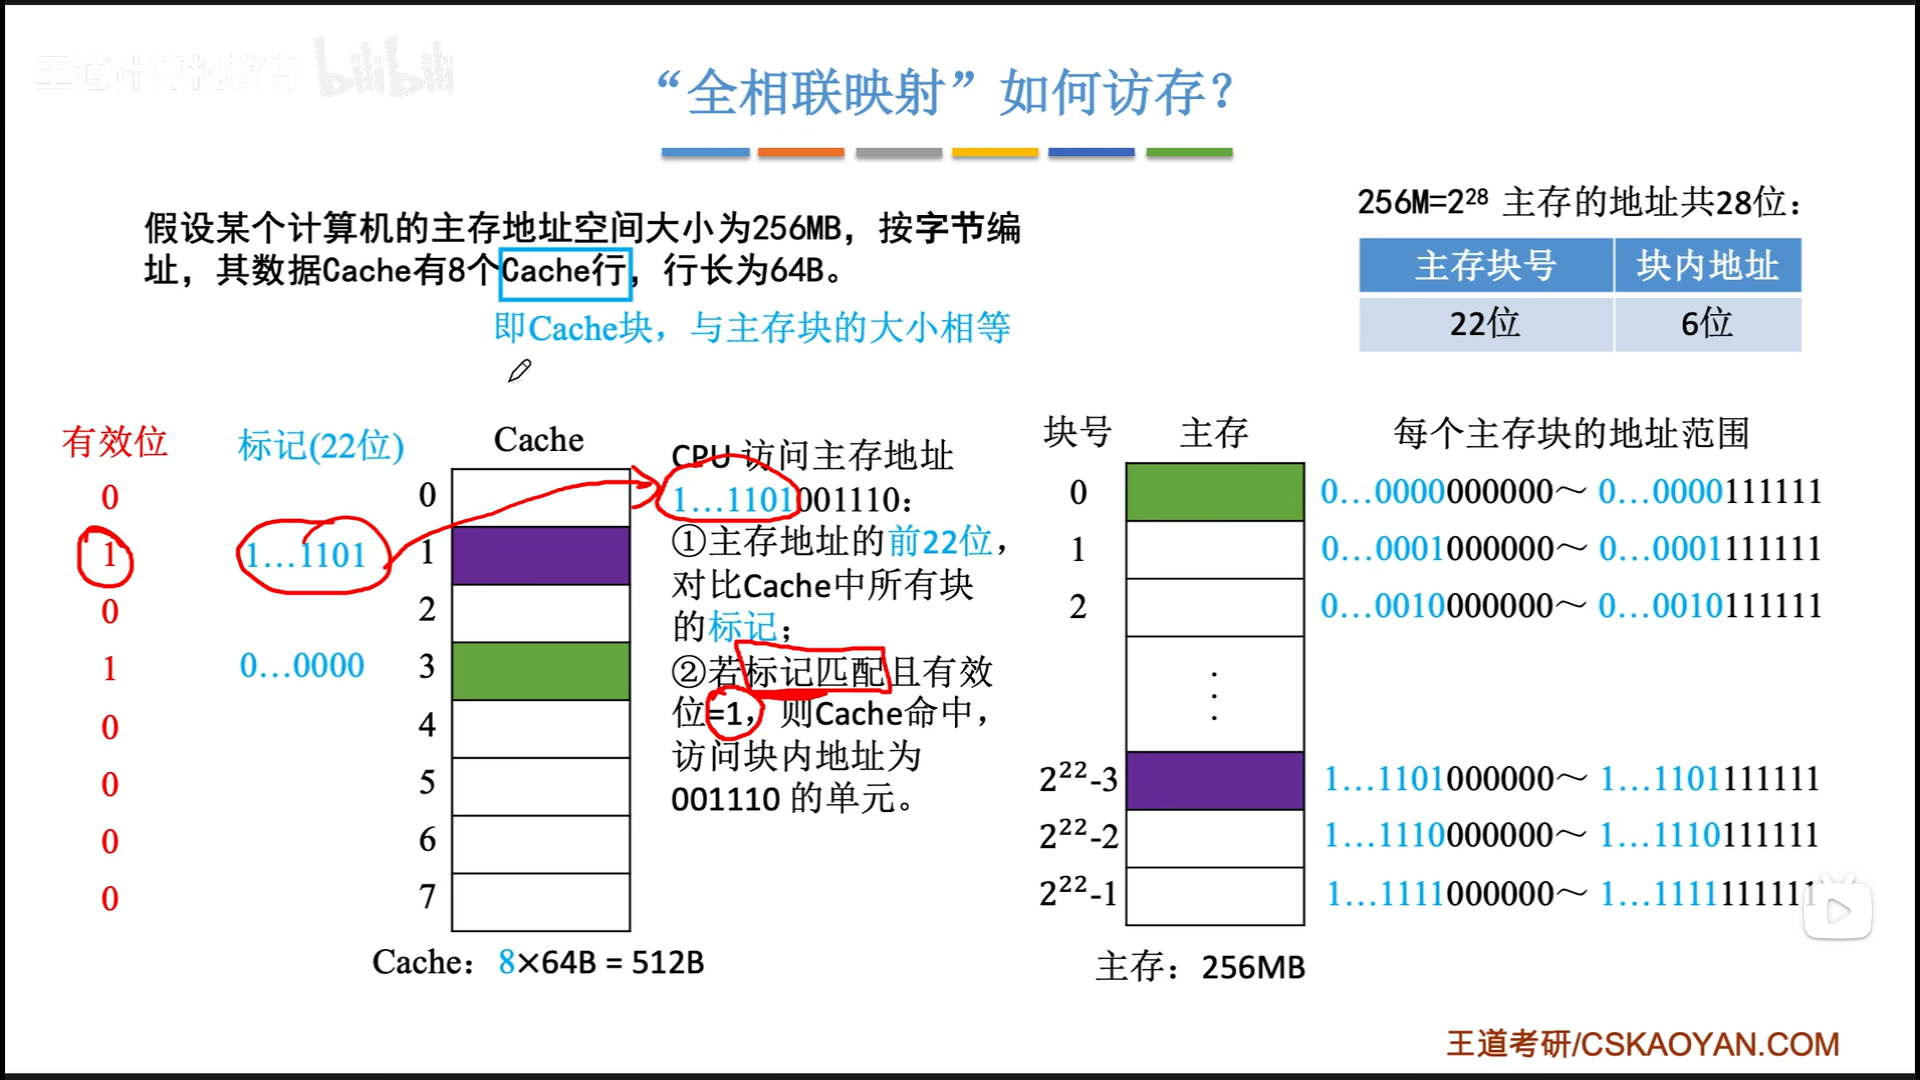 王道计算机教育 bilibili
“全相联映射”如何访存？
假设某个计算机的主存地址空间大小为256MB，按字节编
址，其数据Cache有8个Cache行，行长为64B。
即Cache块，与主存块的大小相等
256M=2²⁸ 主存的地址共28位：
主存块号 块内地址
22位 6位
有效位 标记(22位) Cache
0 0
1 1…1101 1
0 2
1 0…0000 3
0 4
0 5
0 6
0 7
Cache：8×64B = 512B
CPU 访问主存地址
1…1101001110：
①主存地址的前22位，
对比Cache中所有块
的标记；
②若标记匹配且有效
位=1，则Cache命中，
访问块内地址为
001110 的单元。
块号 主存 每个主存块的地址范围
0 0…0000000000～ 0…0000111111
1 0…0001000000～ 0…0001111111
2 0…0010000000～ 0…0010111111
⋮
2²²-3 1…1101000000～ 1…1101111111
2²²-2 1…1110000000～ 1…1110111111
2²²-1 1…1111000000～ 1…1111111111
主存：256MB
王道考研/CSKAOYAN.COM